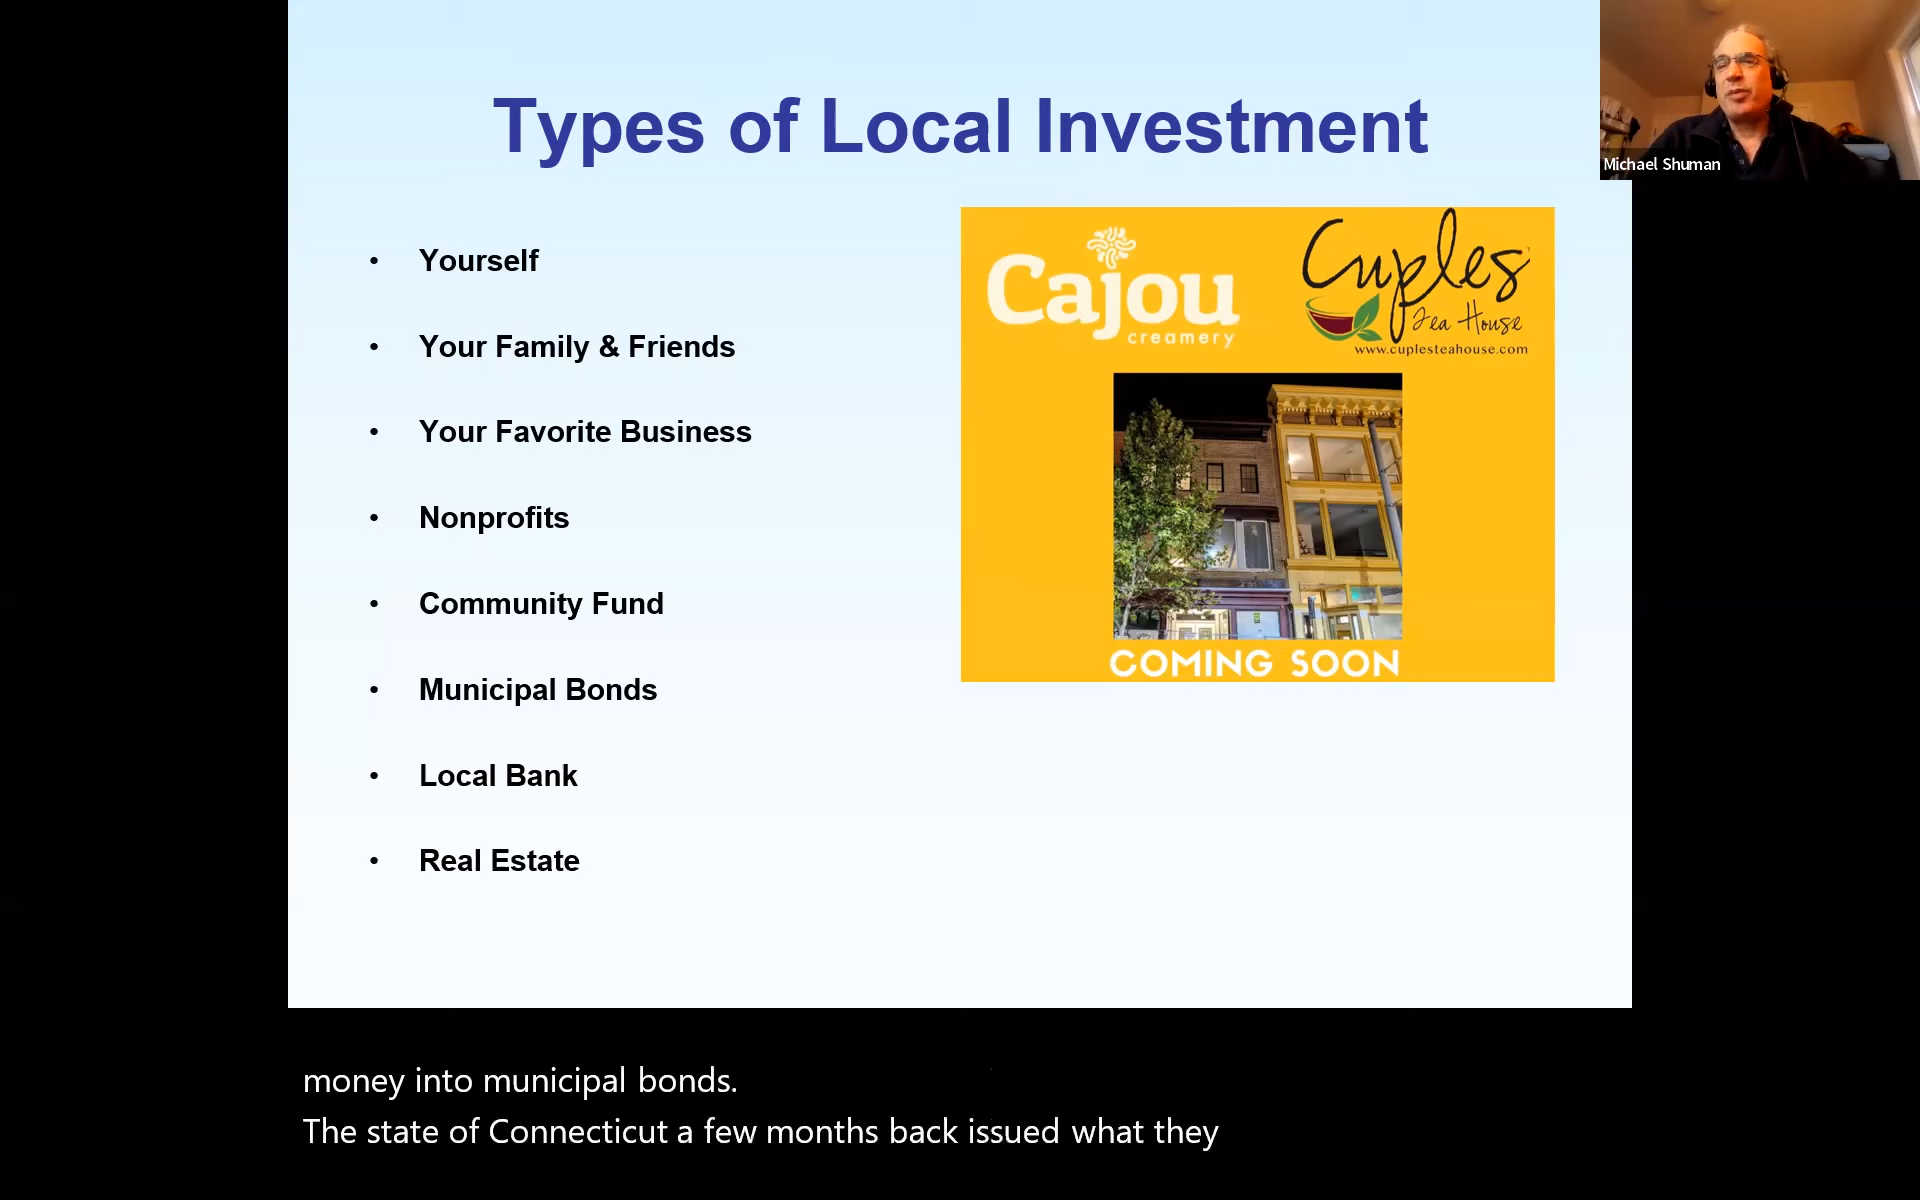 Types of Local Investment
Michael Shuman
• Yourself
• Your Family & Friends
• Your Favorite Business
• Nonprofits
• Community Fund
• Municipal Bonds
• Local Bank
• Real Estate
Cajou
creamery
Cuples
Tea House
www.cuplesteahouse.com
COMING SOON
money into municipal bonds.
The state of Connecticut a few months back issued what they